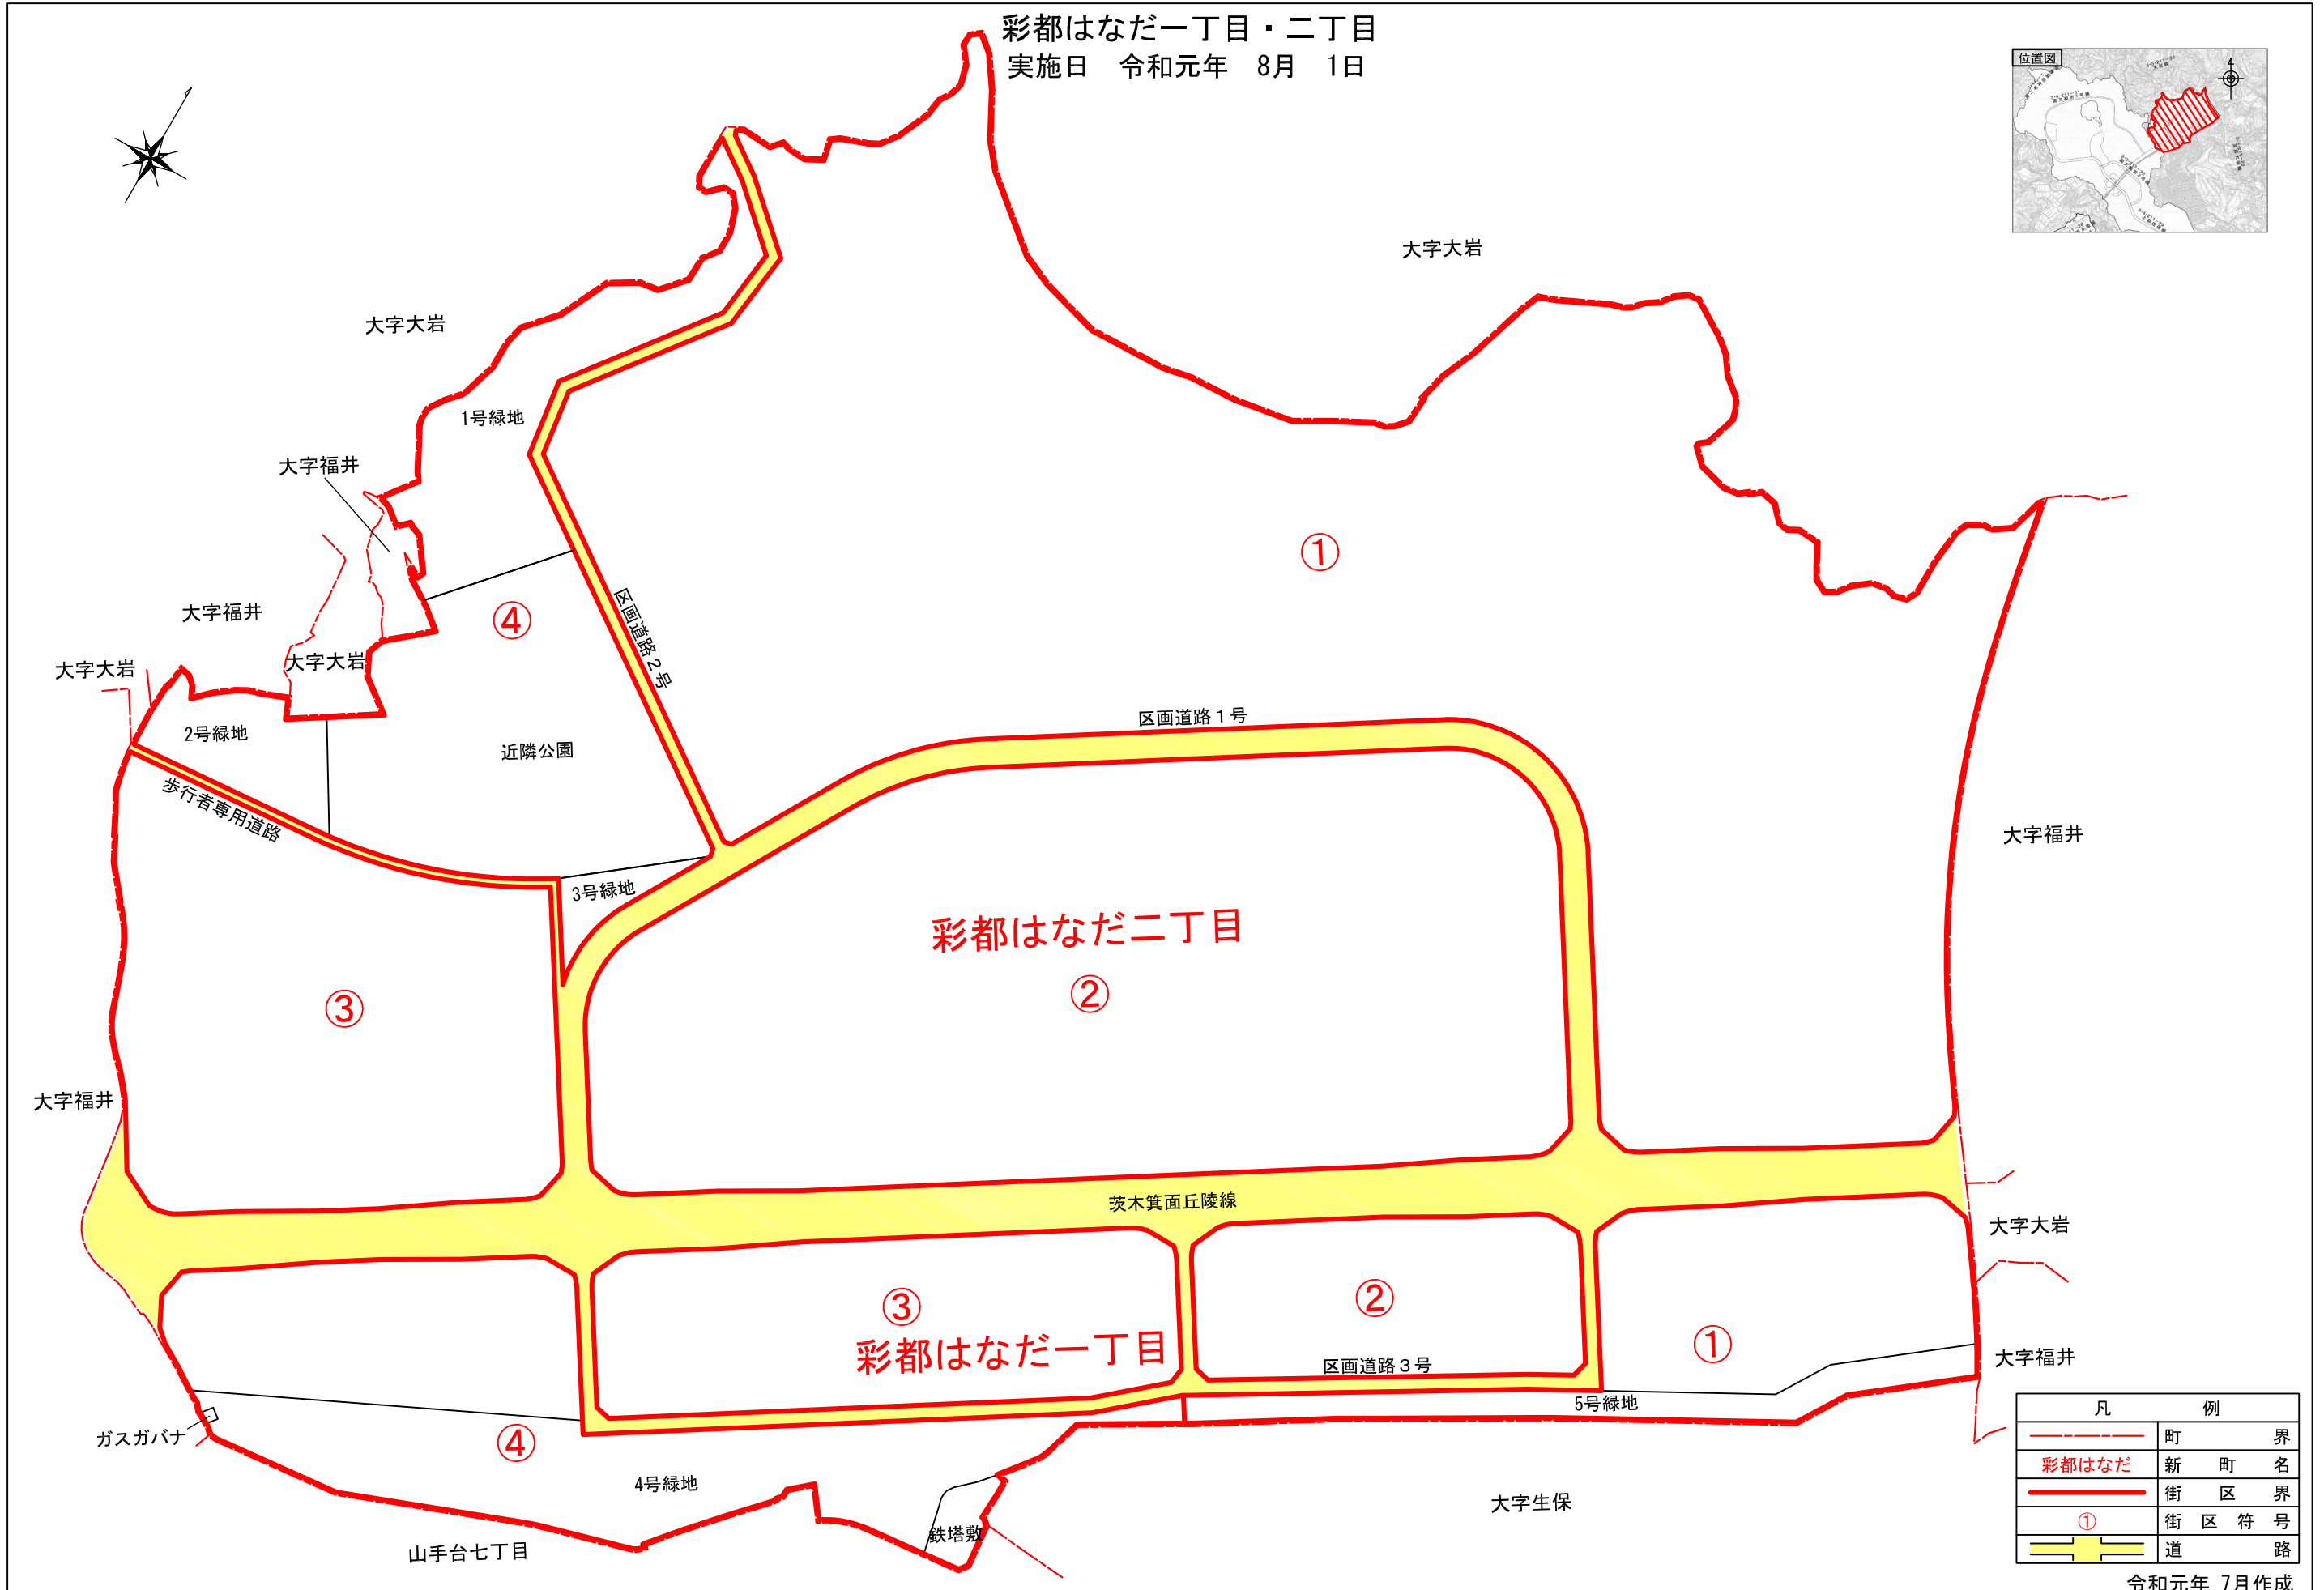 彩都はなだ一丁目・二丁目
実施日　令和元年　8月　1日
位置図
大字大岩
大字大岩
1号緑地
大字福井
①
④
区画道路２号
大字福井
大字大岩
大字大岩
2号緑地
近隣公園
区画道路１号
歩行者専用道路
大字福井
3号緑地
彩都はなだ二丁目
②
③
大字福井
茨木箕面丘陵線
大字大岩
③
②
①
彩都はなだ一丁目
区画道路３号
大字福井
5号緑地
ガスガバナ
④
4号緑地
大字生保
鉄塔敷
山手台七丁目
凡　例
町　界
彩都はなだ　新　町　名
街　区　界
①　街　区　符　号
道　路
令和元年 7月作成